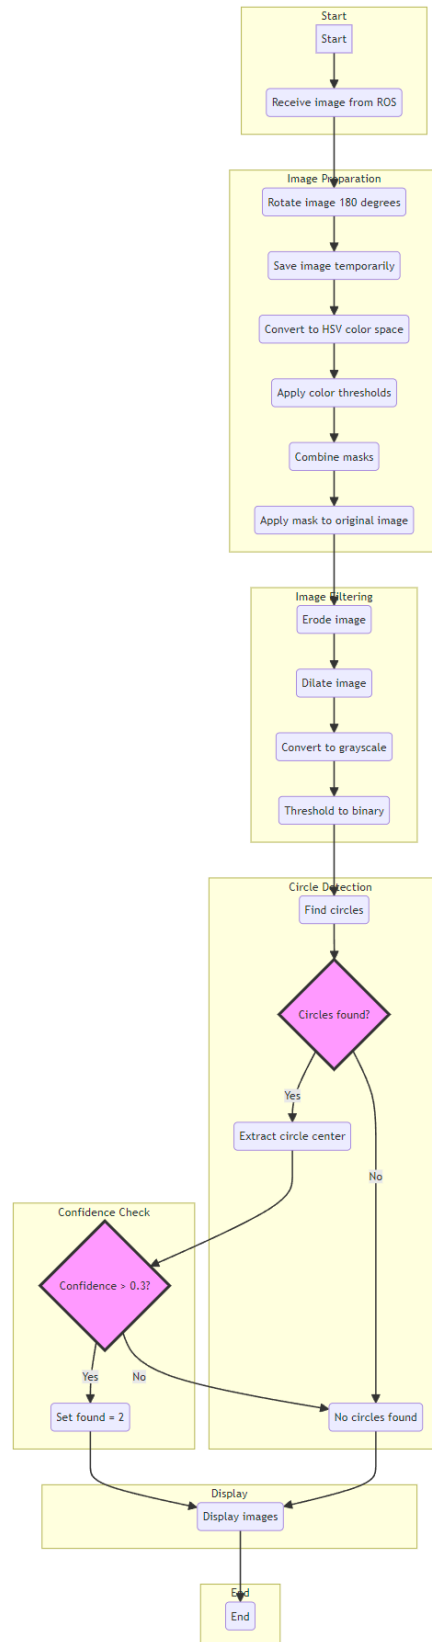 Start
Start
Receive image from ROS
Image Preparation
Rotate image 180 degrees
Save image temporarily
Convert to HSV color space
Apply color thresholds
Combine masks
Apply mask to original image
Image Filtering
Erode image
Dilate image
Convert to grayscale
Threshold to binary
Circle Detection
Find circles
Circles found?
Yes
Extract circle center
No
Confidence Check
Confidence > 0.3?
Yes
No
Set found = 2
No circles found
Display
Display images
End
End